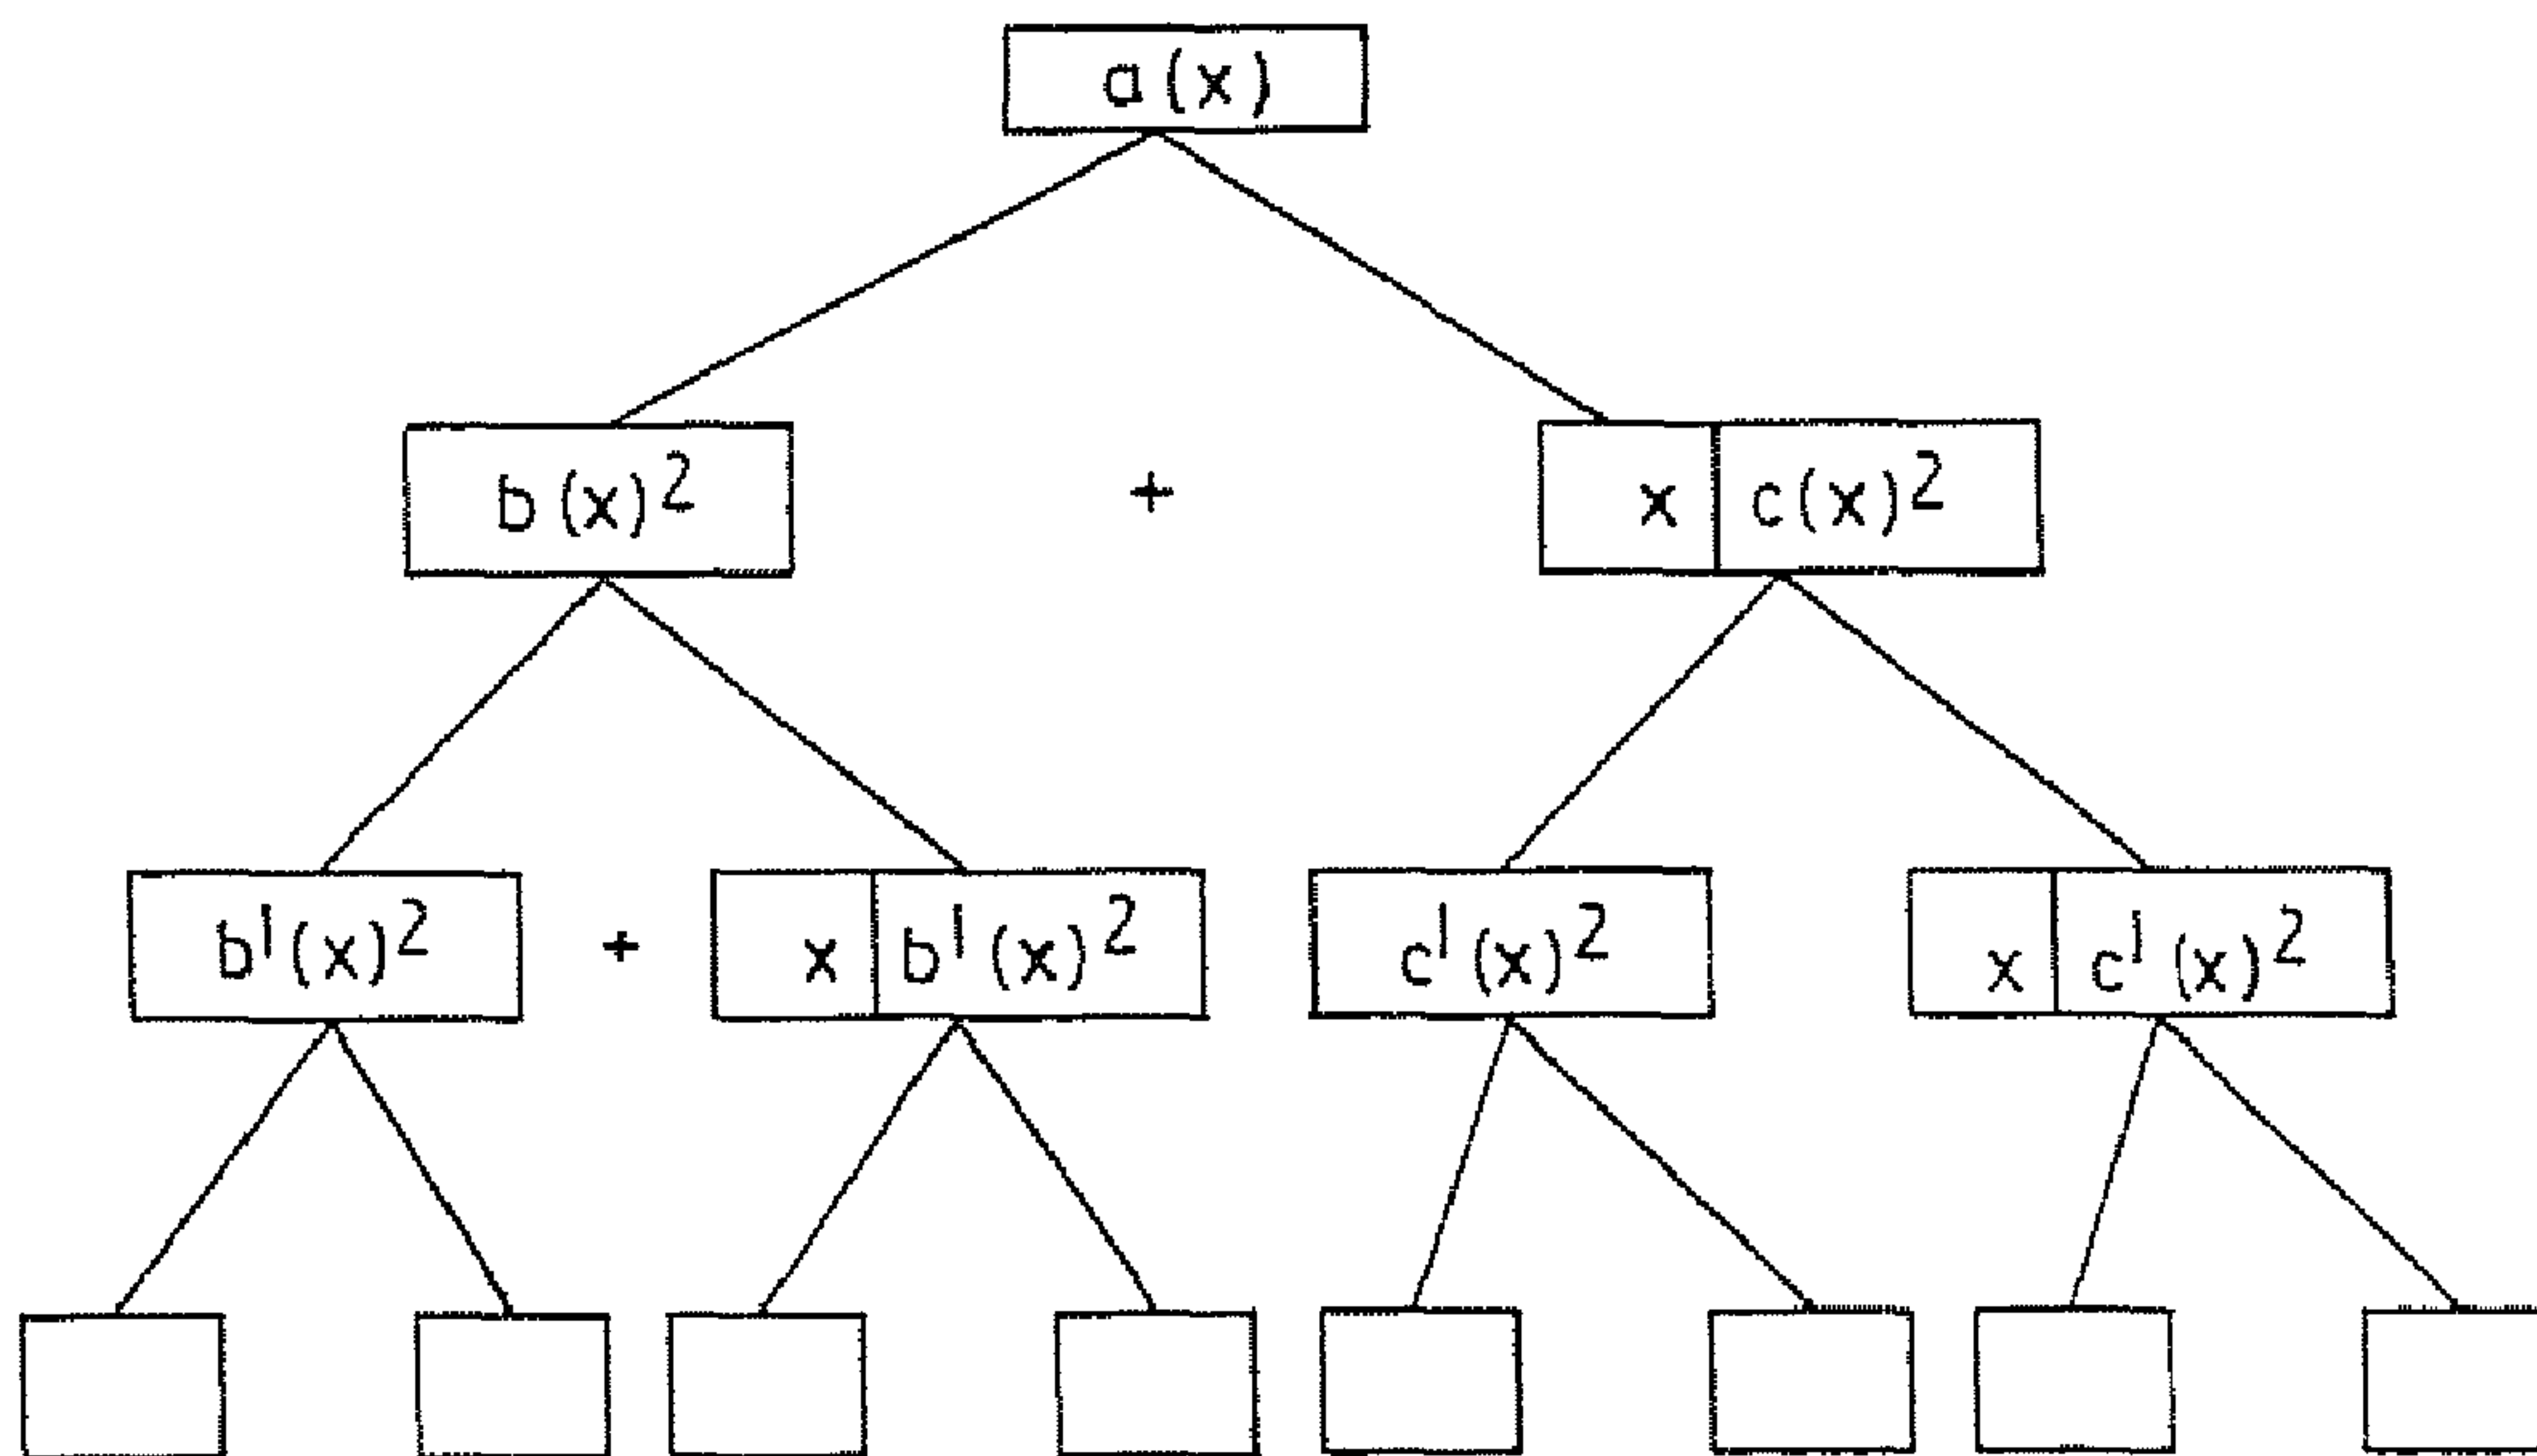 a(x)
b(x)² + x c(x)²
b'(x)² + x b'(x)² c'(x)² x c'(x)²